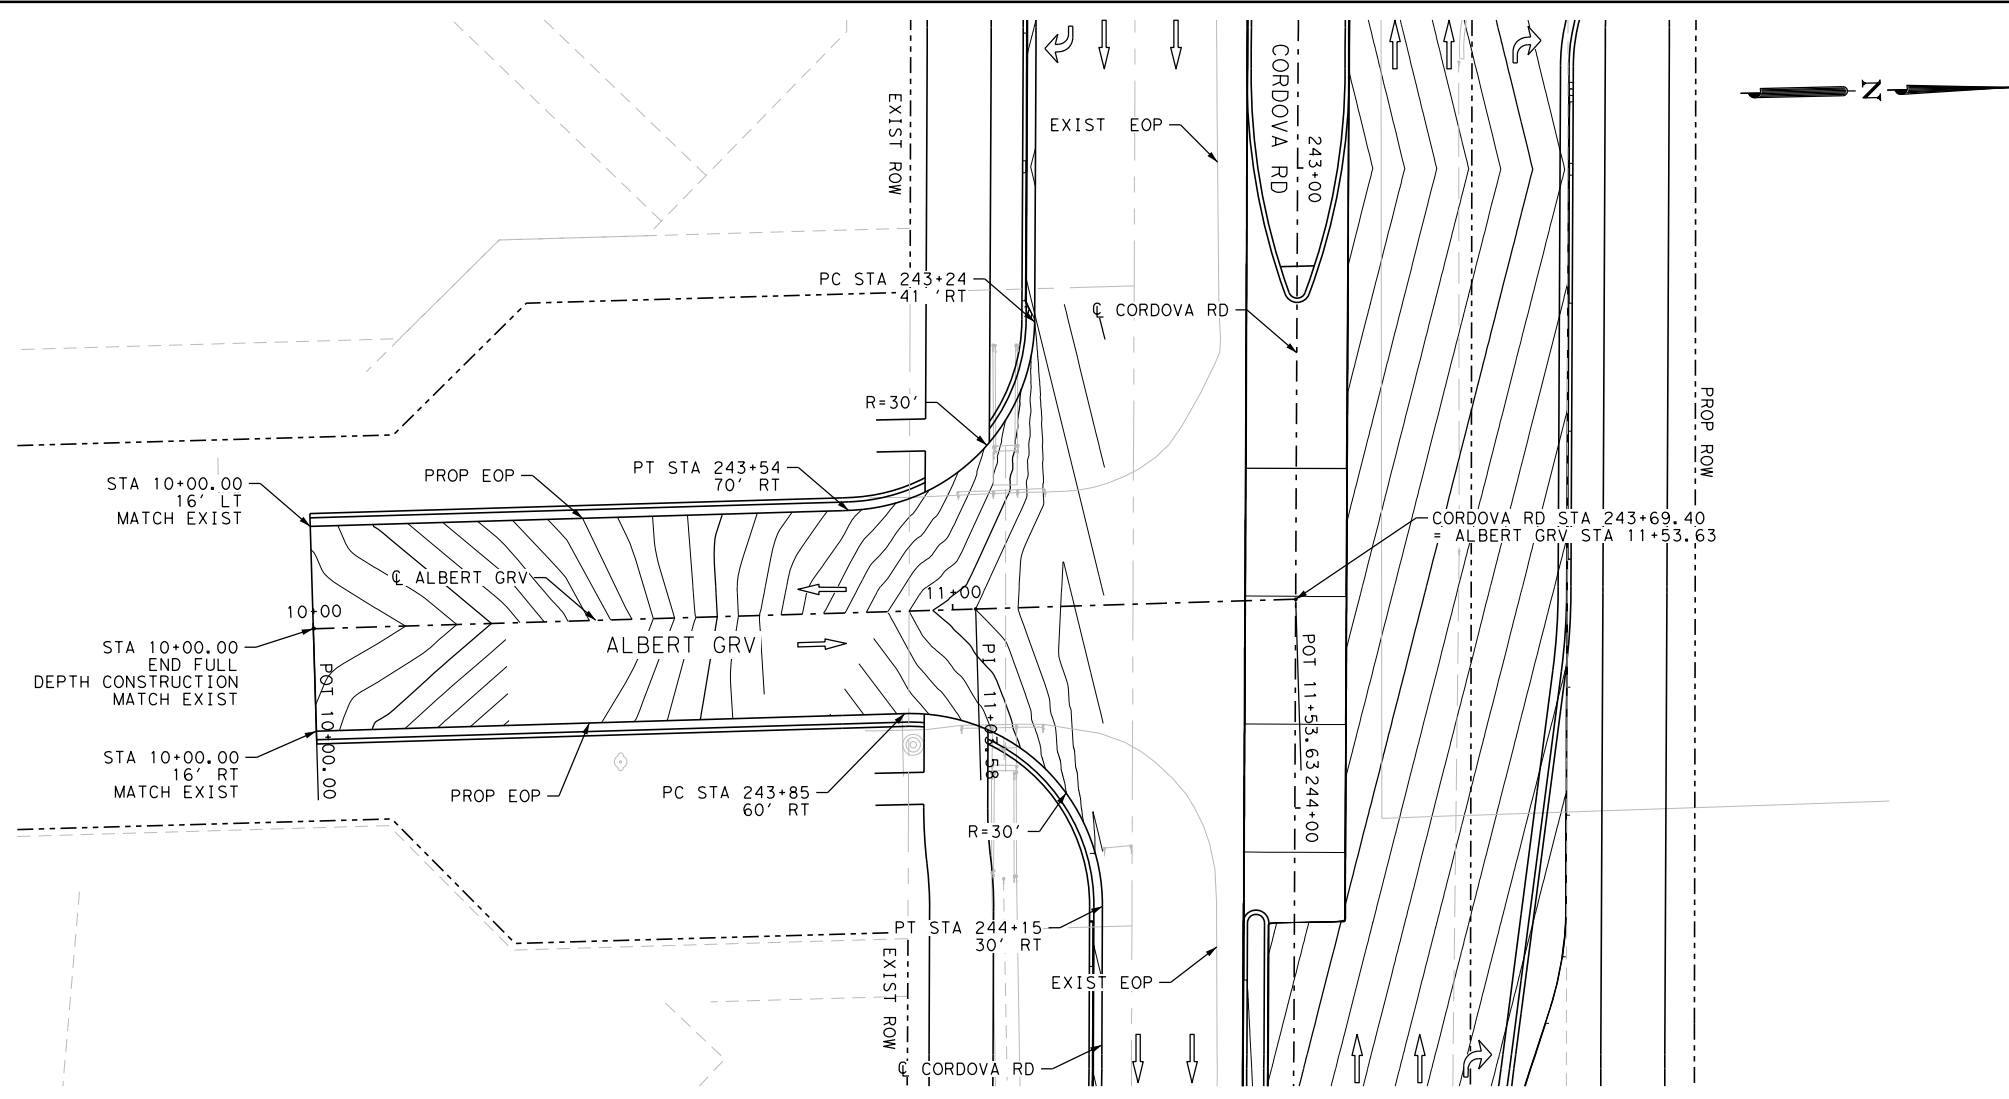 EXIST ROW
EXIST EOP
CORDOVA RD
243+00
N
PC STA 243+24
41 'RT
℄ CORDOVA RD
R=30'
PROP ROW
STA 10+00.00
16' LT
MATCH EXIST
PROP EOP
PT STA 243+54
70' RT
CORDOVA RD STA 243+69.40
= ALBERT GRV STA 11+53.63
℄ ALBERT GRV
10+00
11+00
STA 10+00.00
END FULL
DEPTH CONSTRUCTION
MATCH EXIST
ALBERT GRV
POT 10+00.00
PI 11+03.58
POT 11+53.63
244+00
STA 10+00.00
16' RT
MATCH EXIST
PROP EOP
PC STA 243+85
60' RT
R=30'
PT STA 244+15
30' RT
EXIST ROW
EXIST EOP
℄ CORDOVA RD